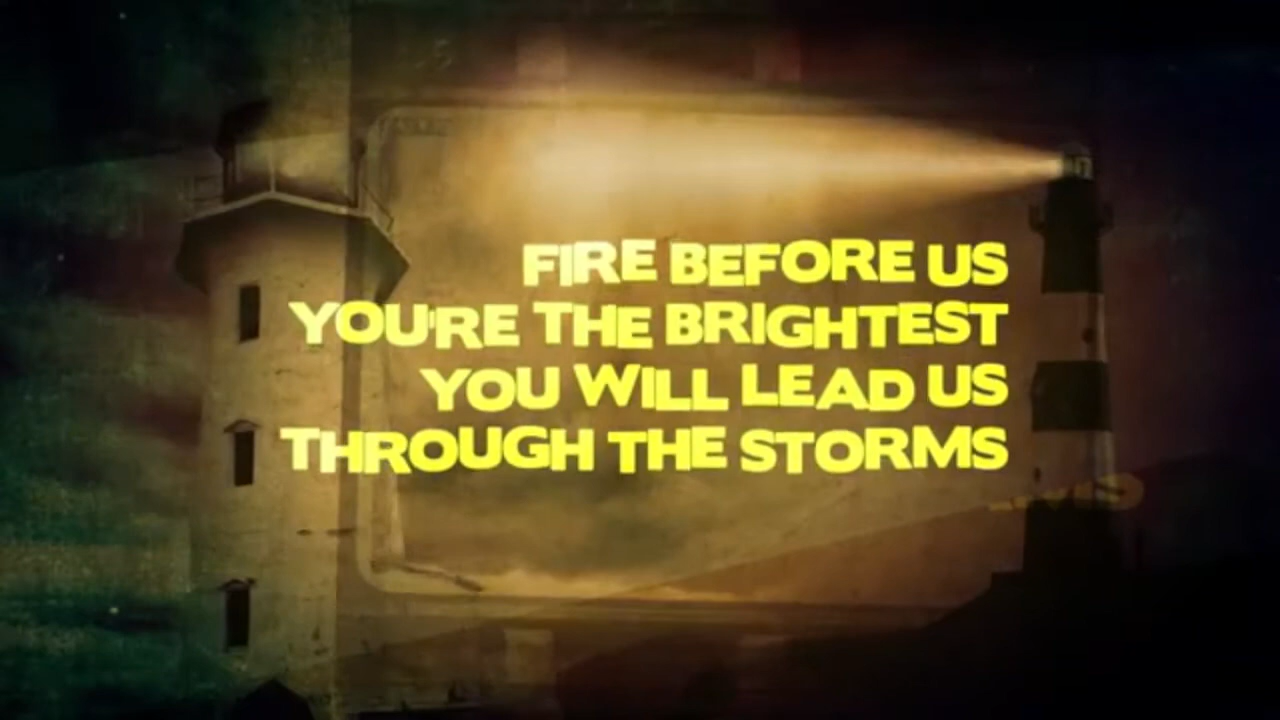 FIRE BEFORE US
YOU'RE THE BRIGHTEST
YOU WILL LEAD US
THROUGH THE STORMS